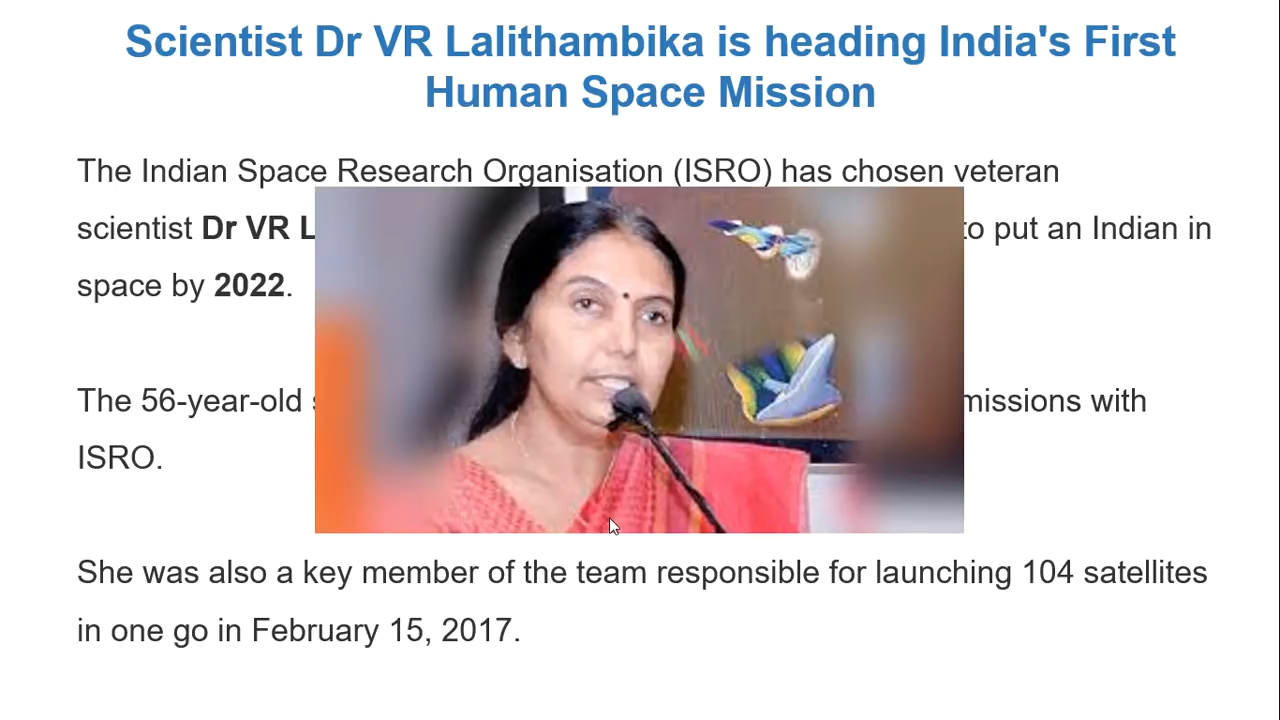 Scientist Dr VR Lalithambika is heading India's First
Human Space Mission
The Indian Space Research Organisation (ISRO) has chosen veteran
scientist Dr VR to put an Indian in
space by 2022.
The 56-year-old missions with
ISRO.
She was also a key member of the team responsible for launching 104 satellites
in one go in February 15, 2017.